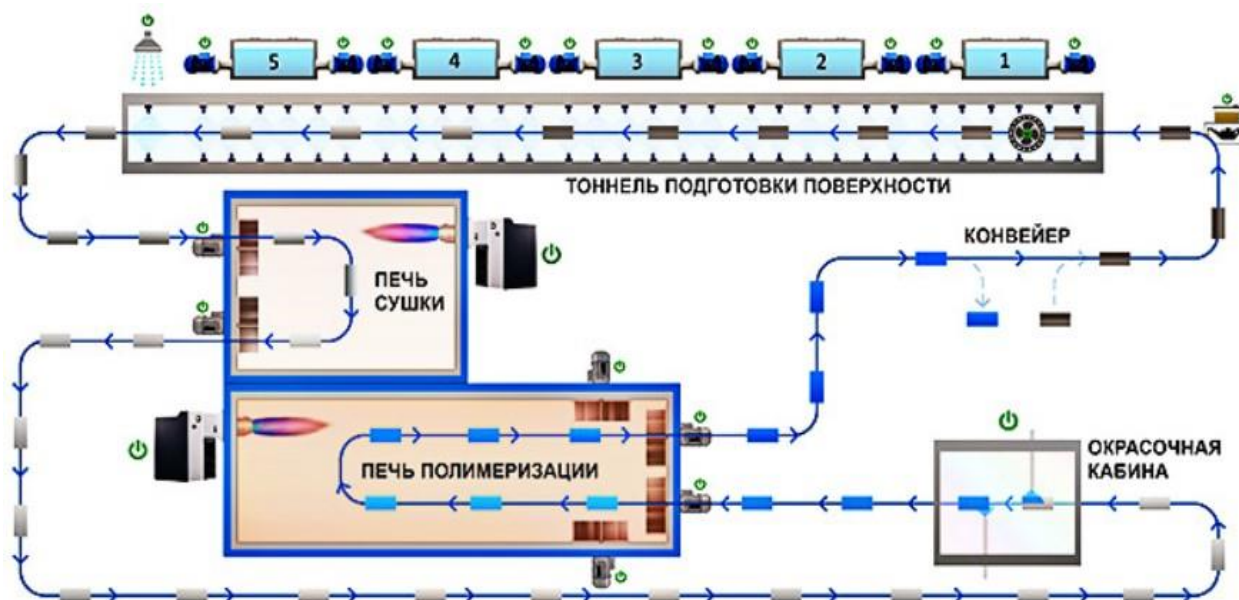 5 4 3 2 1
ТОННЕЛЬ ПОДГОТОВКИ ПОВЕРХНОСТИ
КОНВЕЙЕР
ПЕЧЬ
СУШКИ
ПЕЧЬ ПОЛИМЕРИЗАЦИИ
ОКРАСОЧНАЯ
КАБИНА